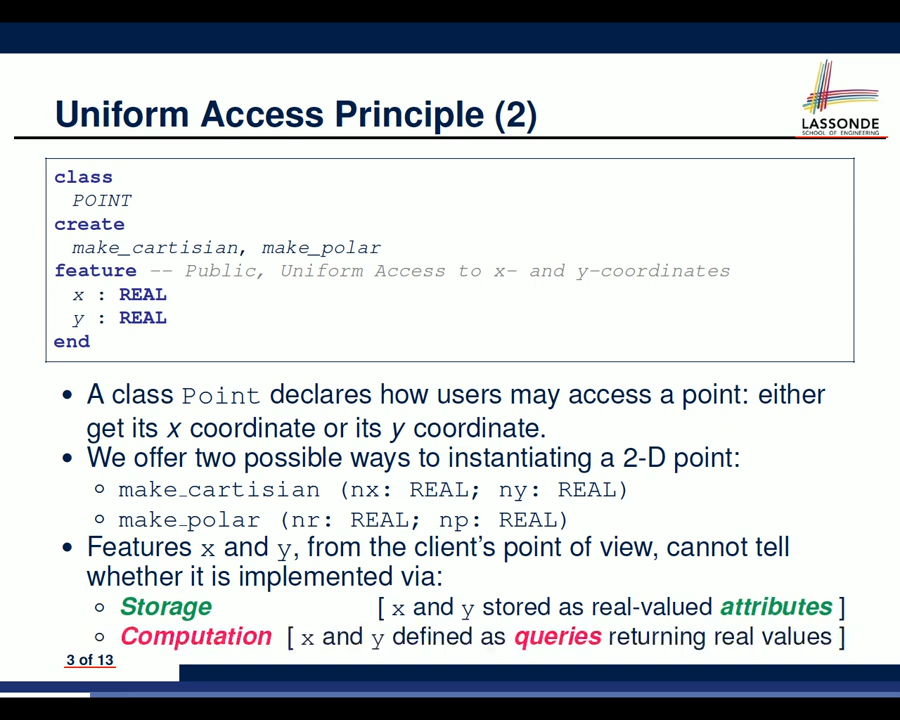 Uniform Access Principle (2)
LASSONDE
SCHOOL OF ENGINEERING
class
POINT
create
make_cartisian, make_polar
feature -- Public, Uniform Access to x- and y-coordinates
x : REAL
y : REAL
end
• A class Point declares how users may access a point: either
get its x coordinate or its y coordinate.
• We offer two possible ways to instantiating a 2-D point:
○ make_cartisian (nx: REAL; ny: REAL)
○ make_polar (nr: REAL; np: REAL)
• Features x and y, from the client's point of view, cannot tell
whether it is implemented via:
○ Storage [ x and y stored as real-valued attributes ]
○ Computation [ x and y defined as queries returning real values ]
3 of 13